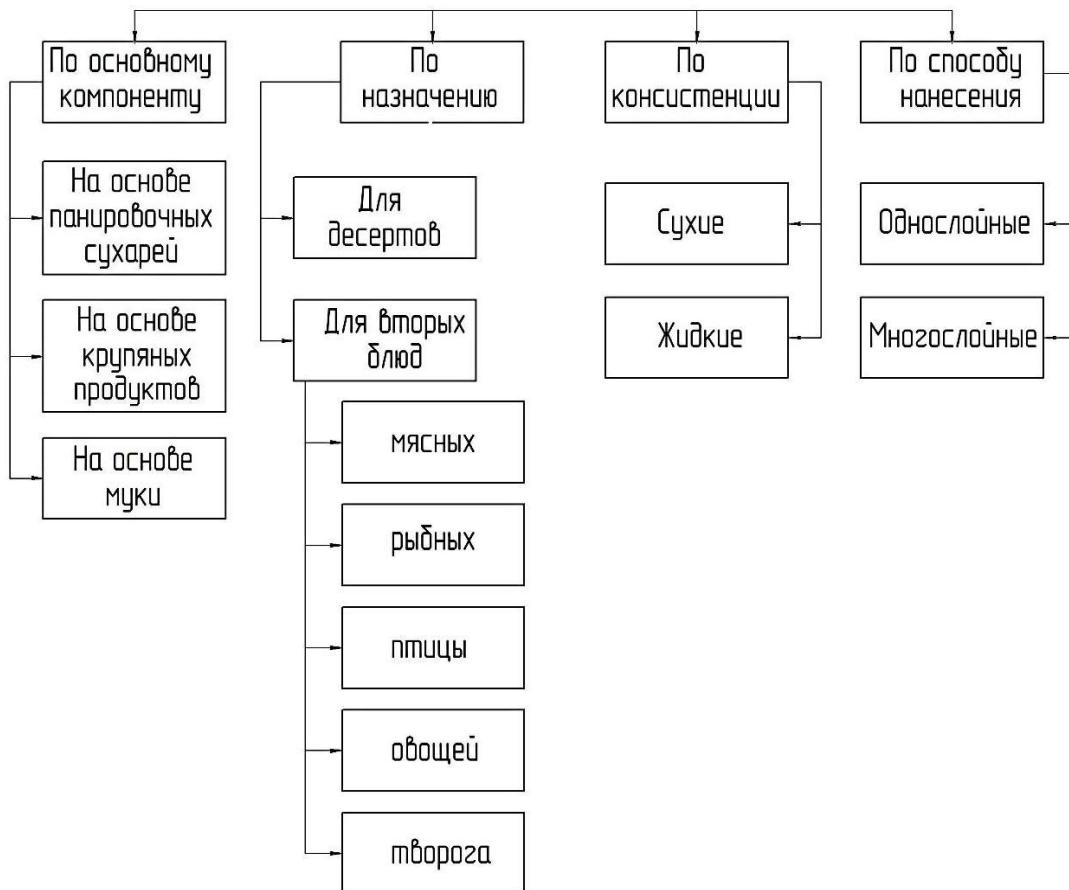 По основному
компоненту
На основе
панировочных
сухарей
На основе
крупяных
продуктов
На основе
муки
По
назначению
Для
десертов
Для вторых
блюд
мясных
рыбных
птицы
овощей
творога
По
консистенции
Сухие
Жидкие
По способу
нанесения
Однослойные
Многослойные